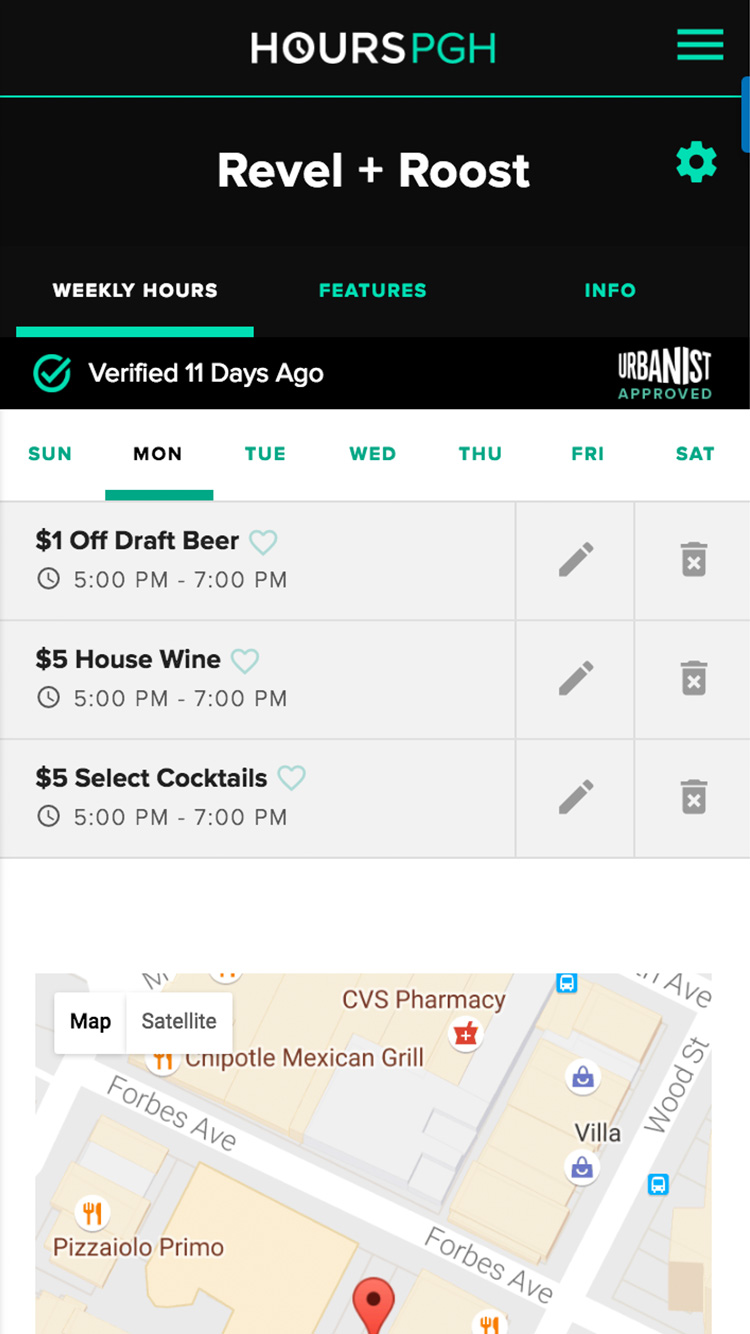 HOURSPGH
Revel + Roost
WEEKLY HOURS FEATURES INFO
Verified 11 Days Ago
URBANIST
APPROVED
SUN MON TUE WED THU FRI SAT
$1 Off Draft Beer
5:00 PM - 7:00 PM
$5 House Wine
5:00 PM - 7:00 PM
$5 Select Cocktails
5:00 PM - 7:00 PM
CVS Pharmacy
Map Satellite
Chipotle Mexican Grill
Forbes Ave
Wood St
Villa
Pizzaiolo Primo
Forbes Ave